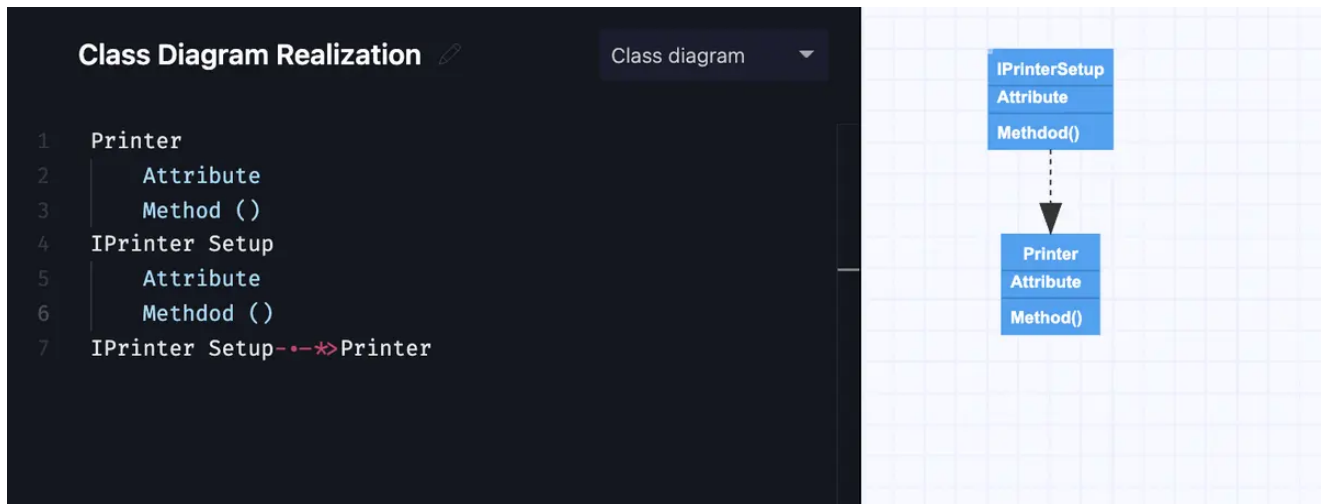 Class Diagram Realization
Class diagram
1 Printer
2 Attribute
3 Method ()
4 IPrinter Setup
5 Attribute
6 Methdod ()
7 IPrinter Setup-•-*>Printer
IPrinterSetup
Attribute
Methdod()
Printer
Attribute
Method()